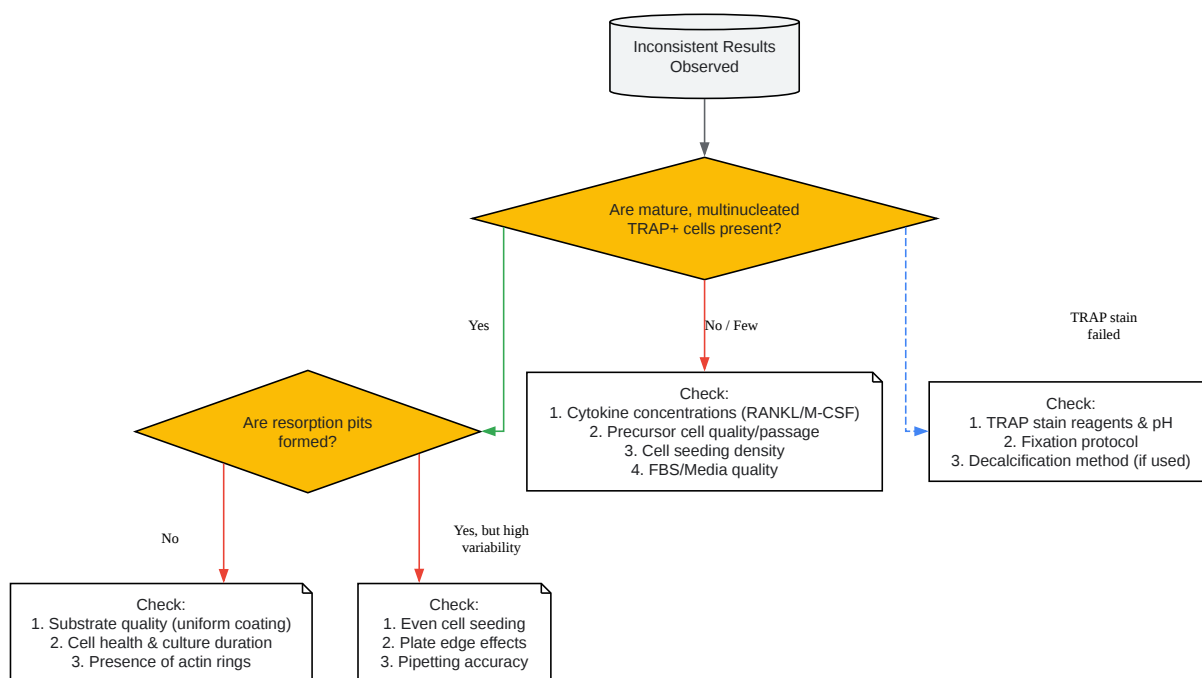 Inconsistent Results
Observed
Are mature, multinucleated
TRAP+ cells present?
Yes
No / Few
TRAP stain
failed
Are resorption pits
formed?
Check:
1. Cytokine concentrations (RANKL/M-CSF)
2. Precursor cell quality/passage
3. Cell seeding density
4. FBS/Media quality
Check:
1. TRAP stain reagents & pH
2. Fixation protocol
3. Decalcification method (if used)
No
Yes, but high
variability
Check:
1. Substrate quality (uniform coating)
2. Cell health & culture duration
3. Presence of actin rings
Check:
1. Even cell seeding
2. Plate edge effects
3. Pipetting accuracy